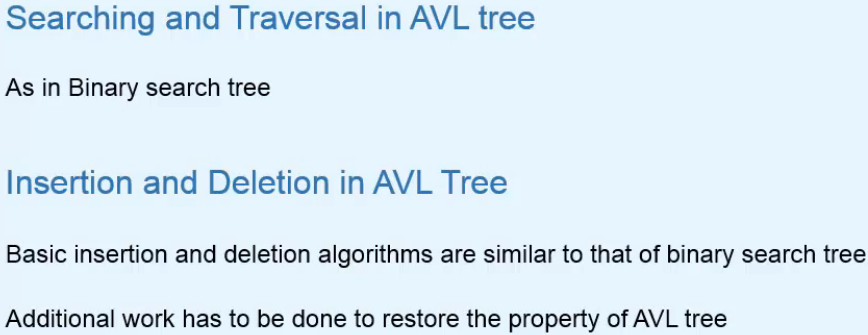 Searching and Traversal in AVL tree
As in Binary search tree
Insertion and Deletion in AVL Tree
Basic insertion and deletion algorithms are similar to that of binary search tree
Additional work has to be done to restore the property of AVL tree